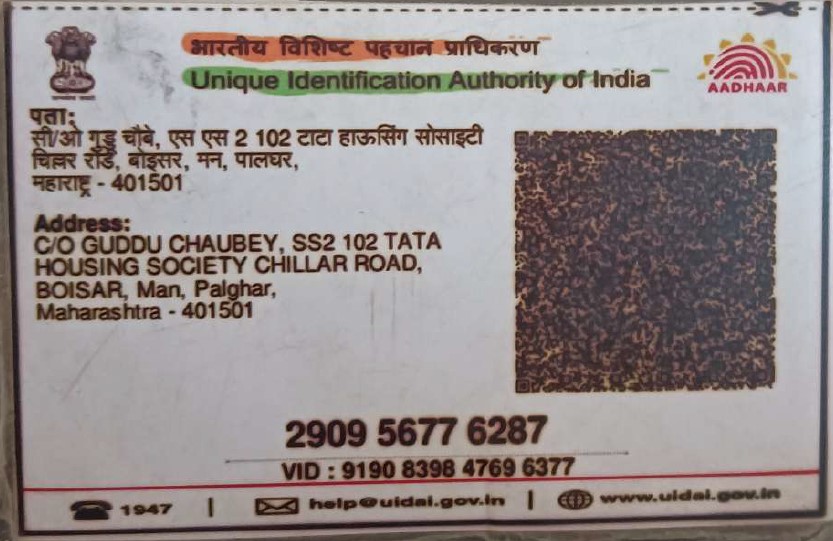 भारतीय विशिष्ट पहचान प्राधिकरण
Unique Identification Authority of India
AADHAAR
पता:
सी/ओ गुड्डू चौबे, एस एस 2 102 टाटा हाऊसिंग सोसाइटी
चिल्लर रोड, बोइसर, मन, पालघर,
महाराष्ट्र - 401501
Address:
C/O GUDDU CHAUBEY, SS2 102 TATA
HOUSING SOCIETY CHILLAR ROAD,
BOISAR, Man, Palghar,
Maharashtra - 401501
2909 5677 6287
VID : 9190 8398 4769 6377
1947 | help@uidai.gov.in | www.uidai.gov.in